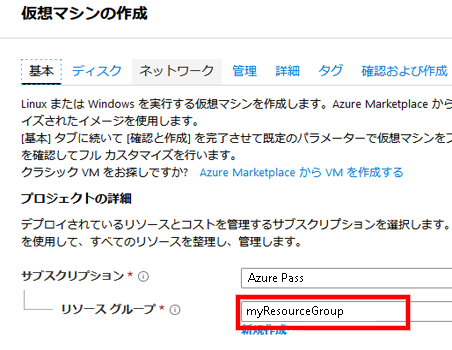 仮想マシンの作成
基本 ディスク ネットワーク 管理 詳細 タグ 確認および作成
Linux または Windows を実行する仮想マシンを作成します。Azure Marketplace から
イズされたイメージを使用します。
[基本] タブに続いて [確認と作成] を完了させて既定のパラメーターで仮想マシンをプ
を確認してフル カスタマイズを行います。
クラシック VM をお探しですか? Azure Marketplace から VM を作成する
プロジェクトの詳細
デプロイされているリソースとコストを管理するサブスクリプションを選択します。
を使用して、すべてのリソースを整理し、管理します。
サブスクリプション *
Azure Pass
リソース グループ *
myResourceGroup
新規作成